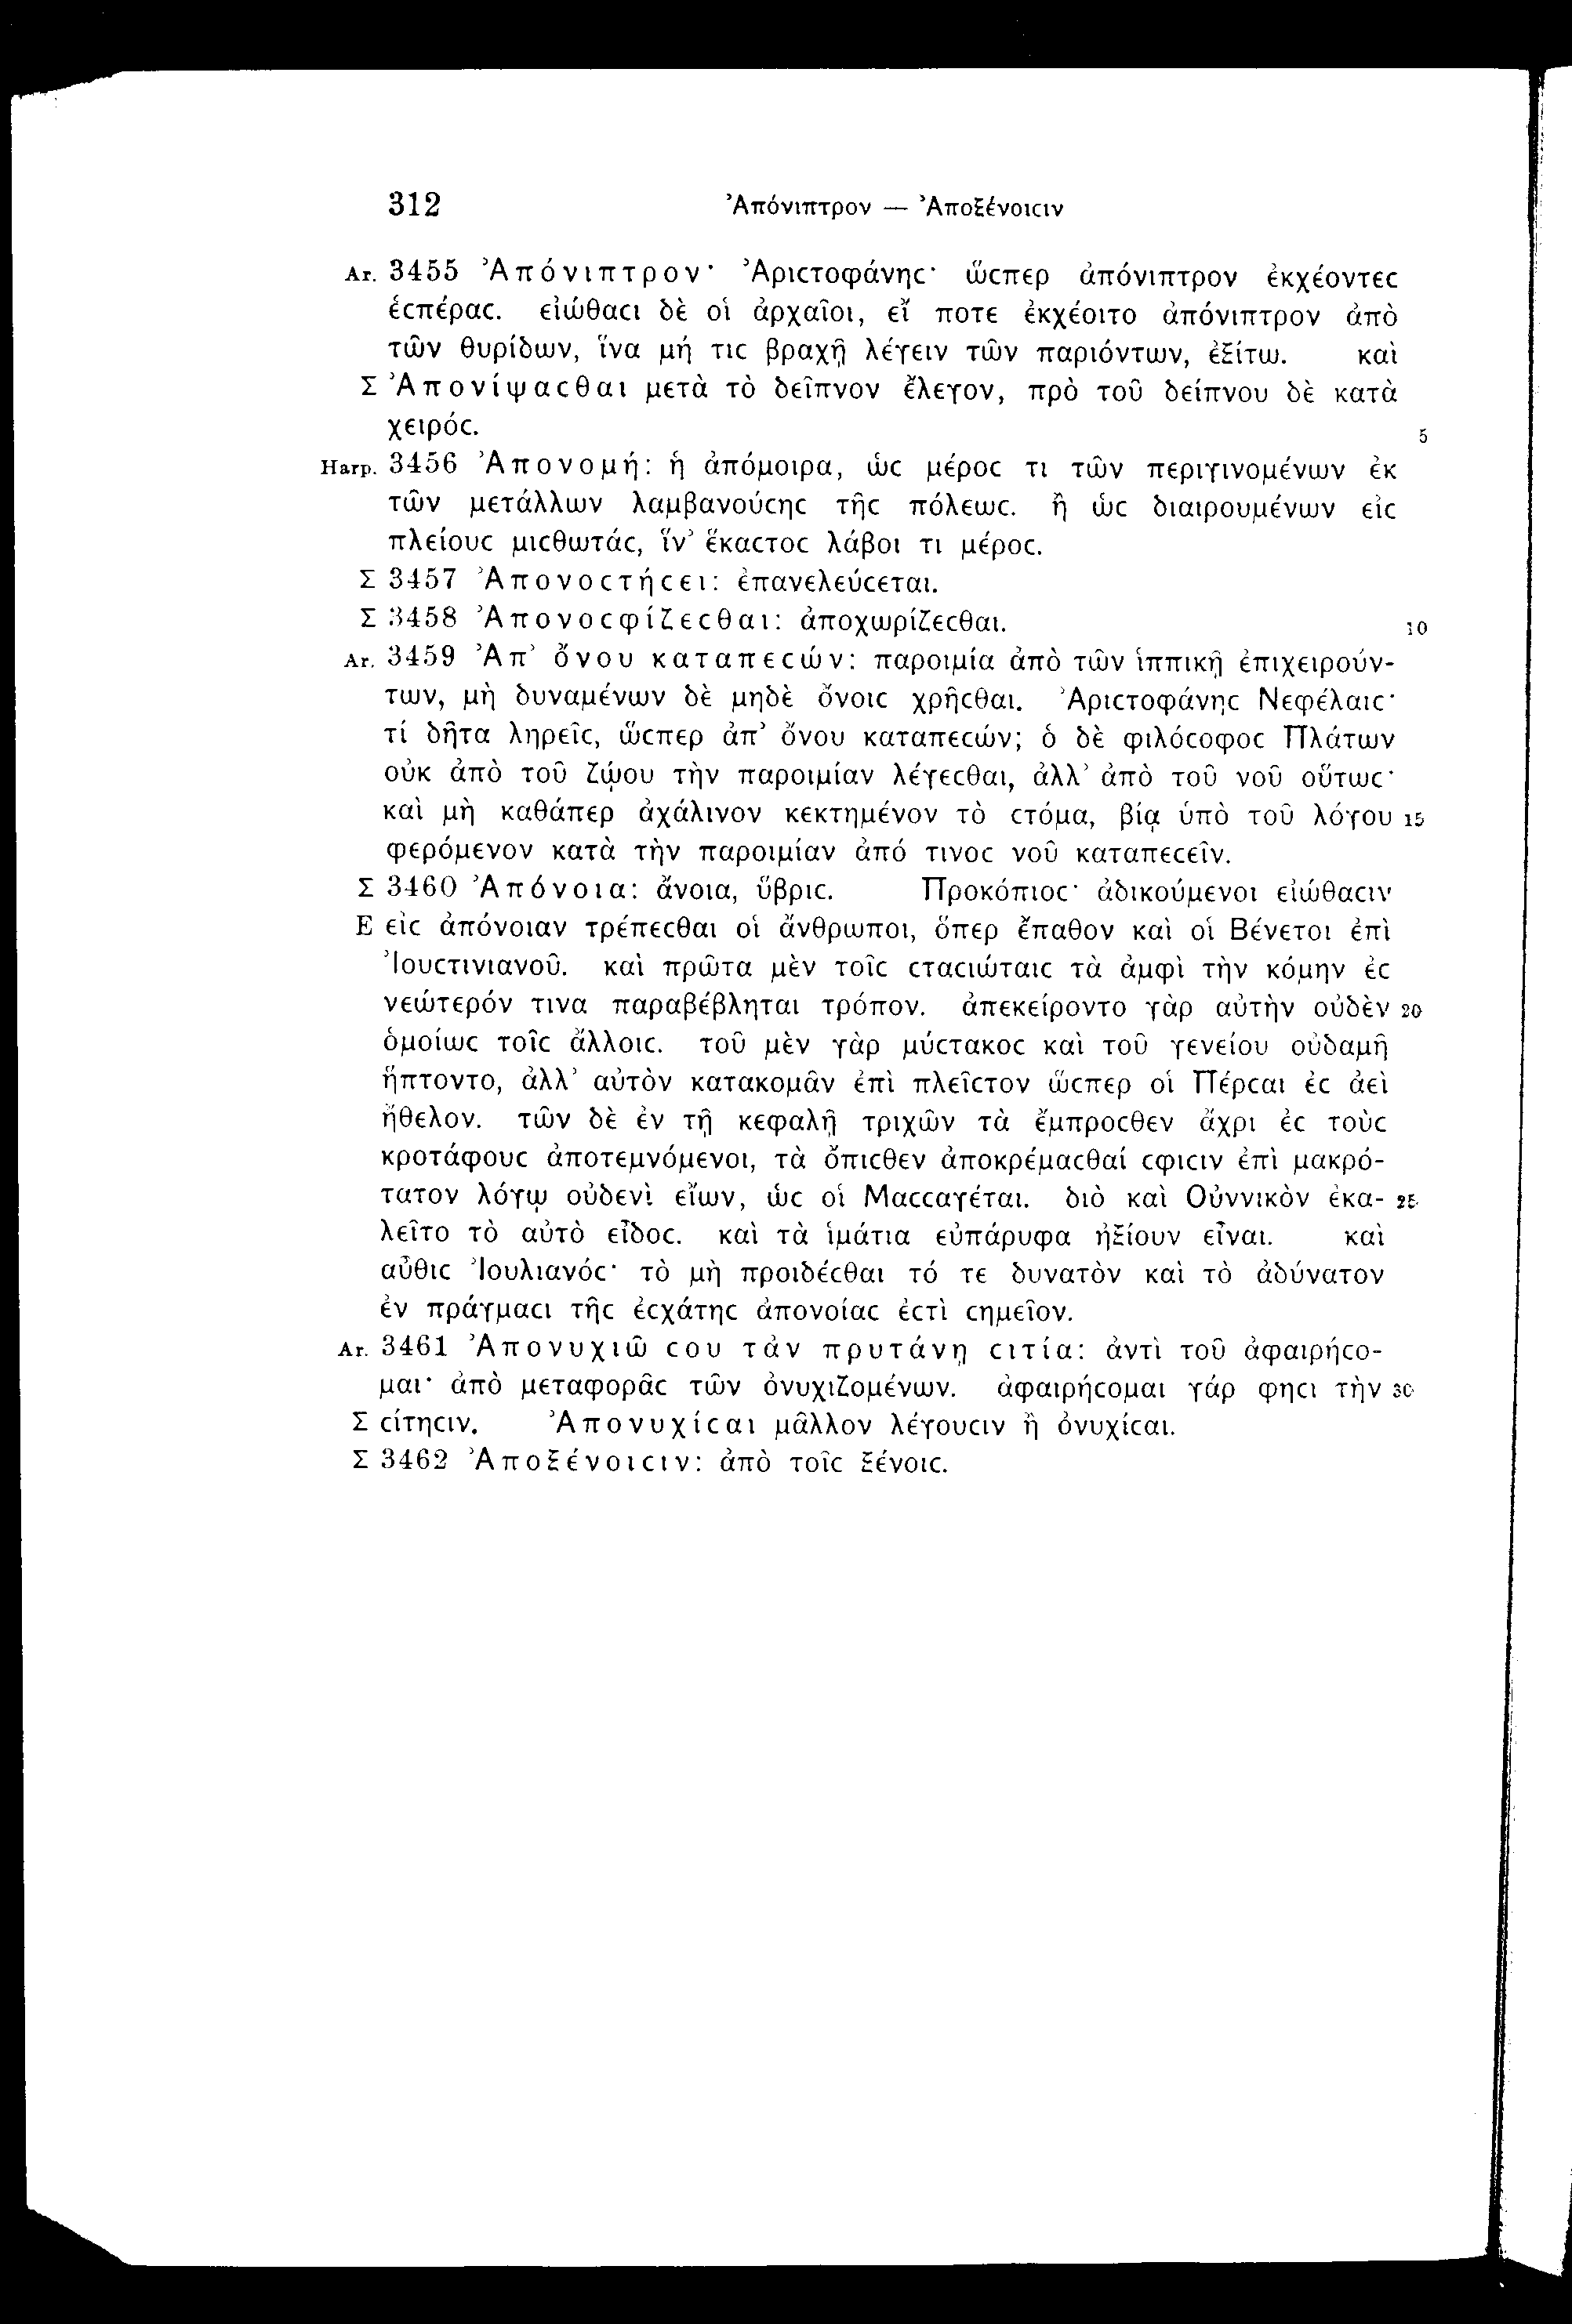 312 Ἀπόνιπτρον — Ἀποξένοιϲιν
Ar. 3455 Ἀπόνιπτρον· Ἀριϲτοφάνηϲ· ὥϲπερ ἀπόνιπτρον ἐκχέοντεϲ
ἑϲπέραϲ. εἰώθαϲι δὲ οἱ ἀρχαῖοι, εἴ ποτε ἐκχέοιτο ἀπόνιπτρον ἀπὸ
τῶν θυρίδων, ἵνα μή τιϲ βραχῇ λέγειν τῶν παριόντων, ἐξίτω. καὶ
Σ Ἀπονίψαϲθαι μετὰ τὸ δεῖπνον ἔλεγον, πρὸ τοῦ δείπνου δὲ κατὰ
χειρόϲ. 5
Harp. 3456 Ἀπονομή: ἡ ἀπόμοιρα, ὡϲ μέροϲ τι τῶν περιγινομένων ἐκ
τῶν μετάλλων λαμβανούϲηϲ τῆϲ πόλεωϲ. ἢ ὡϲ διαιρουμένων εἰϲ
πλείουϲ μιϲθωτάϲ, ἵν’ ἕκαϲτοϲ λάβοι τι μέροϲ.
Σ 3457 Ἀπονοϲτήϲει: ἐπανελεύϲεται.
Σ 3458 Ἀπονοϲφίζεϲθαι: ἀποχωρίζεϲθαι. 10
Ar. 3459 Ἀπ’ ὄνου καταπεϲών: παροιμία ἀπὸ τῶν ἱππικῇ ἐπιχειρούν-
των, μὴ δυναμένων δὲ μηδὲ ὄνοιϲ χρῆϲθαι. Ἀριϲτοφάνηϲ Νεφέλαιϲ·
τί δῆτα ληρεῖϲ, ὥϲπερ ἀπ’ ὄνου καταπεϲών; ὁ δὲ φιλόϲοφοϲ Πλάτων
οὐκ ἀπὸ τοῦ ζῴου τὴν παροιμίαν λέγεϲθαι, ἀλλ’ ἀπὸ τοῦ νοῦ οὕτωϲ·
καὶ μὴ καθάπερ ἀχάλινον κεκτημένον τὸ ϲτόμα, βίᾳ ὑπὸ τοῦ λόγου 15
φερόμενον κατὰ τὴν παροιμίαν ἀπό τινοϲ νοῦ καταπεϲεῖν.
Σ 3460 Ἀπόνοια: ἄνοια, ὕβριϲ. Προκόπιοϲ· ἀδικούμενοι εἰώθαϲιν
E εἰϲ ἀπόνοιαν τρέπεϲθαι οἱ ἄνθρωποι, ὅπερ ἔπαθον καὶ οἱ Βένετοι ἐπὶ
Ἰουϲτινιανοῦ. καὶ πρῶτα μὲν τοῖϲ ϲταϲιώταιϲ τὰ ἀμφὶ τὴν κόμην ἐϲ
νεώτερόν τινα παραβέβληται τρόπον. ἀπεκείροντο γὰρ αὐτὴν οὐδὲν 20
ὁμοίωϲ τοῖϲ ἄλλοιϲ. τοῦ μὲν γὰρ μύϲτακοϲ καὶ τοῦ γενείου οὐδαμῇ
ἥπτοντο, ἀλλ’ αὐτὸν κατακομᾶν ἐπὶ πλεῖϲτον ὥϲπερ οἱ Πέρϲαι ἐϲ ἀεὶ
ἤθελον. τῶν δὲ ἐν τῇ κεφαλῇ τριχῶν τὰ ἔμπροϲθεν ἄχρι ἐϲ τοὺϲ
κροτάφουϲ ἀποτεμνόμενοι, τὰ ὄπιϲθεν ἀποκρέμαϲθαί ϲφιϲιν ἐπὶ μακρό-
τατον λόγῳ οὐδενὶ εἴων, ὡϲ οἱ Μαϲϲαγέται. διὸ καὶ Οὐννικὸν ἐκα- 25
λεῖτο τὸ αὐτὸ εἶδοϲ. καὶ τὰ ἱμάτια εὐπάρυφα ἠξίουν εἶναι. καὶ
αὖθιϲ Ἰουλιανόϲ· τὸ μὴ προιδέϲθαι τό τε δυνατὸν καὶ τὸ ἀδύνατον
ἐν πράγμαϲι τῆϲ ἐϲχάτηϲ ἀπονοίαϲ ἐϲτὶ ϲημεῖον.
Ar. 3461 Ἀπονυχιῶ ϲου τἀν πρυτάνῃ ϲιτία: ἀντὶ τοῦ ἀφαιρήϲο-
μαι· ἀπὸ μεταφορᾶϲ τῶν ὀνυχιζομένων. ἀφαιρήϲομαι γάρ φηϲι τὴν 30
Σ ϲίτηϲιν. Ἀπονυχίϲαι μᾶλλον λέγουϲιν ἢ ὀνυχίϲαι.
Σ 3462 Ἀποξένοιϲιν: ἀπὸ τοῖϲ ξένοιϲ.